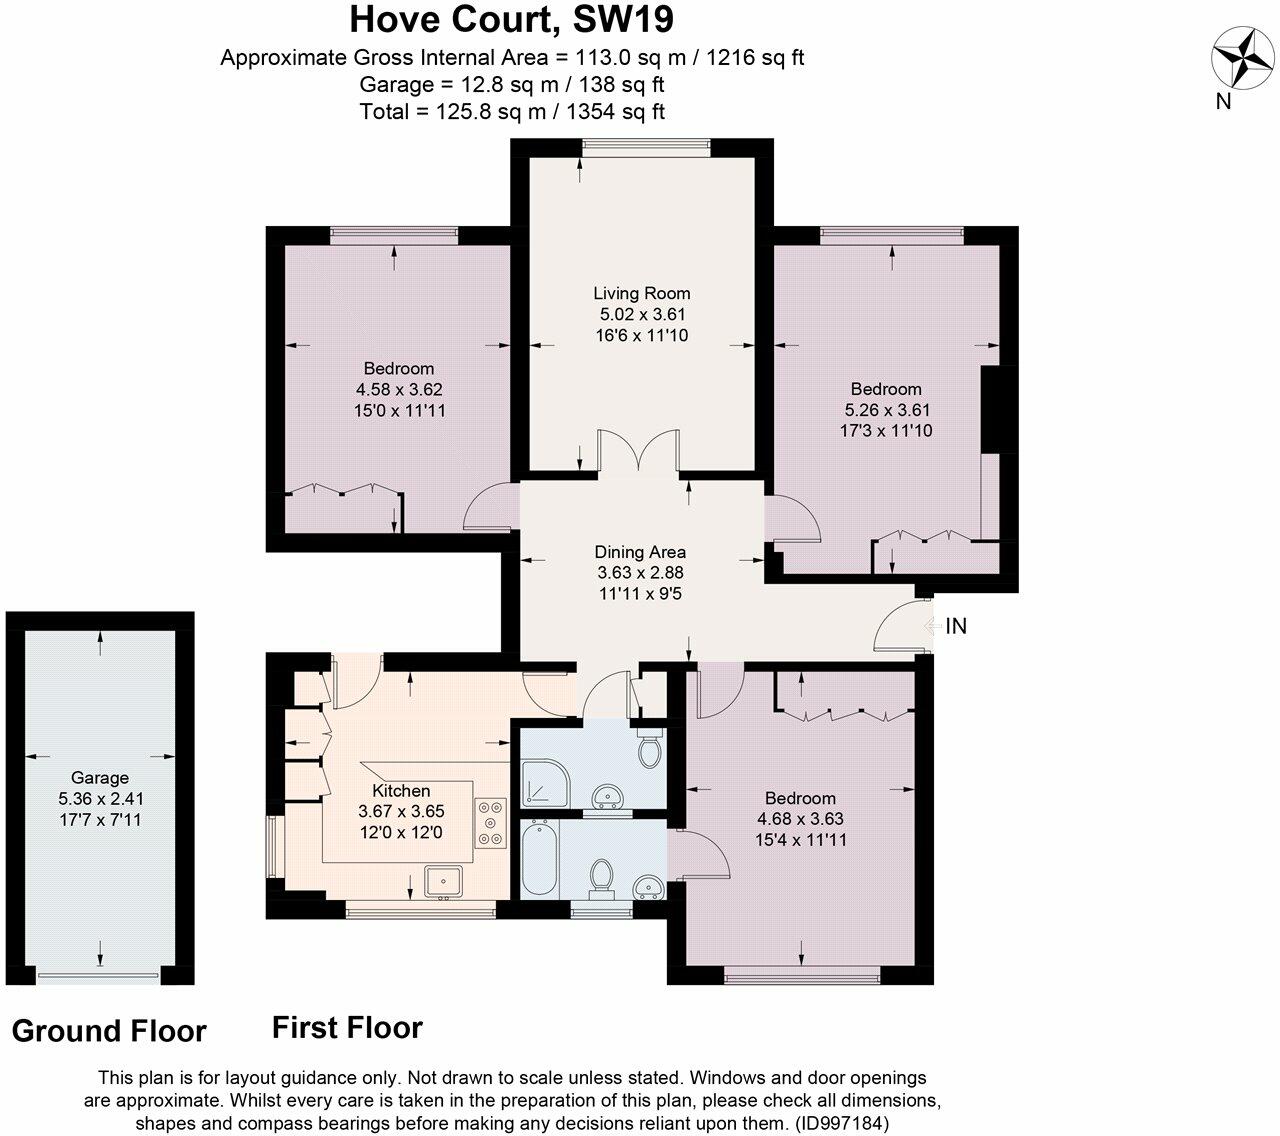 Hove Court, SW19
Approximate Gross Internal Area = 113.0 sq m / 1216 sq ft
Garage = 12.8 sq m / 138 sq ft
Total = 125.8 sq m / 1354 sq ft
N
Living Room
5.02 x 3.61
16'6 x 11'10
Bedroom
4.58 x 3.62
15'0 x 11'11
Bedroom
5.26 x 3.61
17'3 x 11'10
Dining Area
3.63 x 2.88
11'11 x 9'5
IN
Garage
5.36 x 2.41
17'7 x 7'11
Kitchen
3.67 x 3.65
12'0 x 12'0
Bedroom
4.68 x 3.63
15'4 x 11'11
Ground Floor
First Floor
This plan is for layout guidance only. Not drawn to scale unless stated. Windows and door openings
are approximate. Whilst every care is taken in the preparation of this plan, please check all dimensions,
shapes and compass bearings before making any decisions reliant upon them. (ID997184)